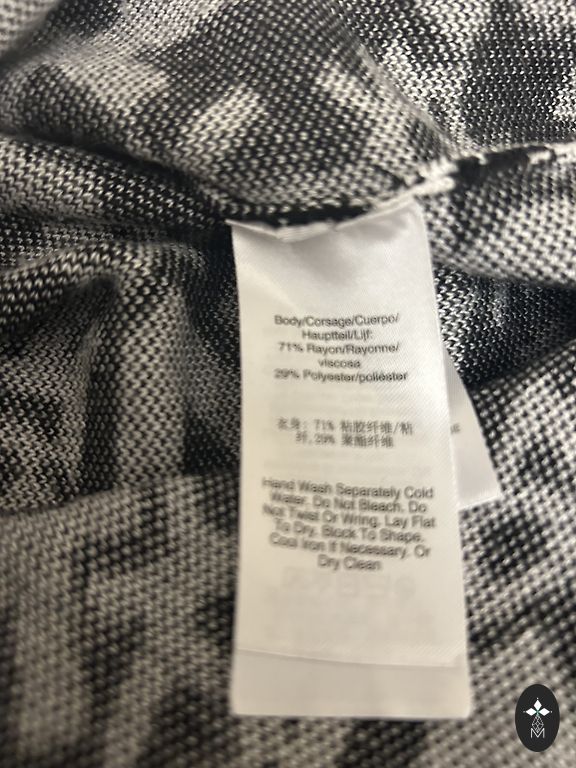 Body/Corsage/Cuerpo/
Hauptteil/Lijf:
71% Rayon/Rayonne/
viscosa
29% Polyester/poliéster
衣身: 71% 粘胶纤维/粘
纤,29% 聚酯纤维
Hand Wash Separately Cold
Water. Do Not Bleach. Do
Not Twist Or Wring. Lay Flat
To Dry. Block To Shape.
Cool Iron If Necessary. Or
Dry Clean
M